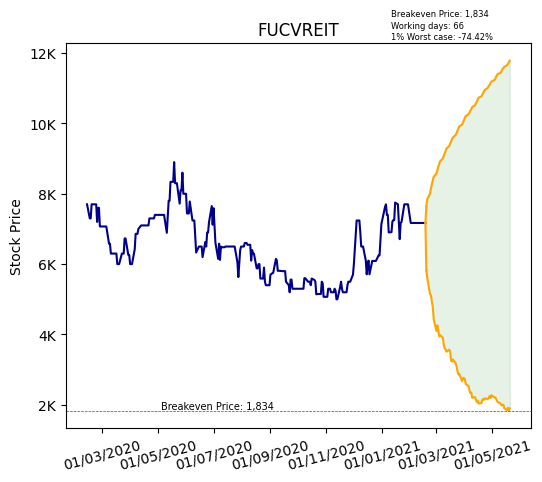 Breakeven Price: 1,834
Working days: 66
1% Worst case: -74.42%
FUCVREIT
Stock Price
12K
10K
8K
6K
4K
2K
Breakeven Price: 1,834
01/03/2020
01/05/2020
01/07/2020
01/09/2020
01/11/2020
01/01/2021
01/03/2021
01/05/2021